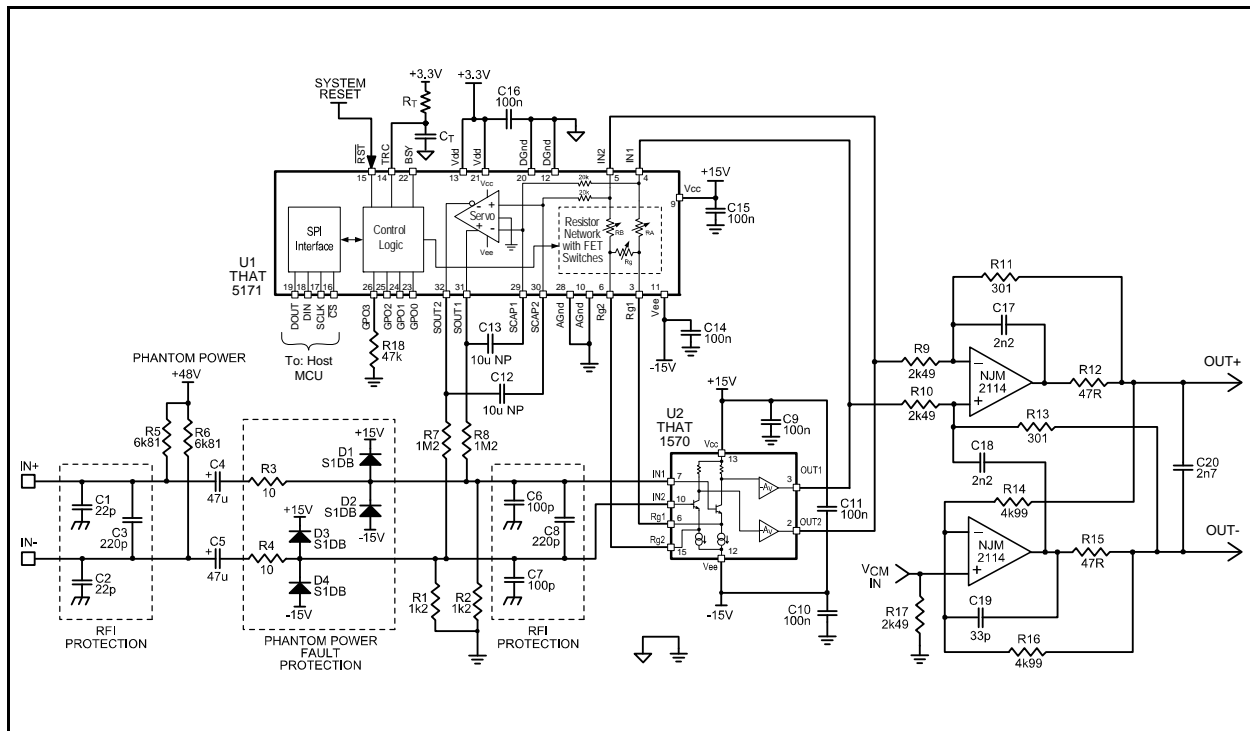 SYSTEM
RESET
+3.3V
RT
CT
+3.3V
C16
100n
RST
TRC
BSY
Vdd
Vdd
DGnd
DGnd
IN2
IN1
15
14
22
13
21
20
12
5
4
Vcc
9
+15V
C15
100n
20k
20k
Vcc
Servo
Vee
SPI
Interface
Control
Logic
Resistor
Network
with FET
Switches
RB
RA
Rg
U1
THAT
5171
19
18
17
16
26
25
24
23
32
31
29
30
28
10
6
3
11
DOUT
DIN
SCLK
CS
GPO3
GPO2
GPO1
GPO0
SOUT2
SOUT1
SCAP1
SCAP2
AGnd
AGnd
Rg2
Rg1
Vee
To: Host
MCU
R18
47k
C13
10u NP
C12
10u NP
C14
100n
-15V
PHANTOM POWER
+48V
R5
6k81
R6
6k81
R7
1M2
R8
1M2
+15V
C9
100n
U2
THAT
1570
Vcc
13
IN+
C1
22p
C3
220p
C4
47u
R3
10
+15V
D1
S1DB
D2
S1DB
-15V
+15V
D3
S1DB
D4
S1DB
-15V
IN-
C2
22p
C5
47u
R4
10
R1
1k2
R2
1k2
C6
100p
C8
220p
C7
100p
IN1
7
IN2
10
Rg1
6
Rg2
15
-Av
-Av
OUT1
3
OUT2
2
12
Vee
-15V
C11
100n
C10
100n
RFI
PROTECTION
PHANTOM POWER
FAULT
PROTECTION
RFI
PROTECTION
R11
301
C17
2n2
R9
2k49
R10
2k49
NJM
2114
R12
47R
OUT+
R13
301
C18
2n2
C20
2n7
R14
4k99
NJM
2114
R15
47R
OUT-
VCM
IN
R17
2k49
C19
33p
R16
4k99